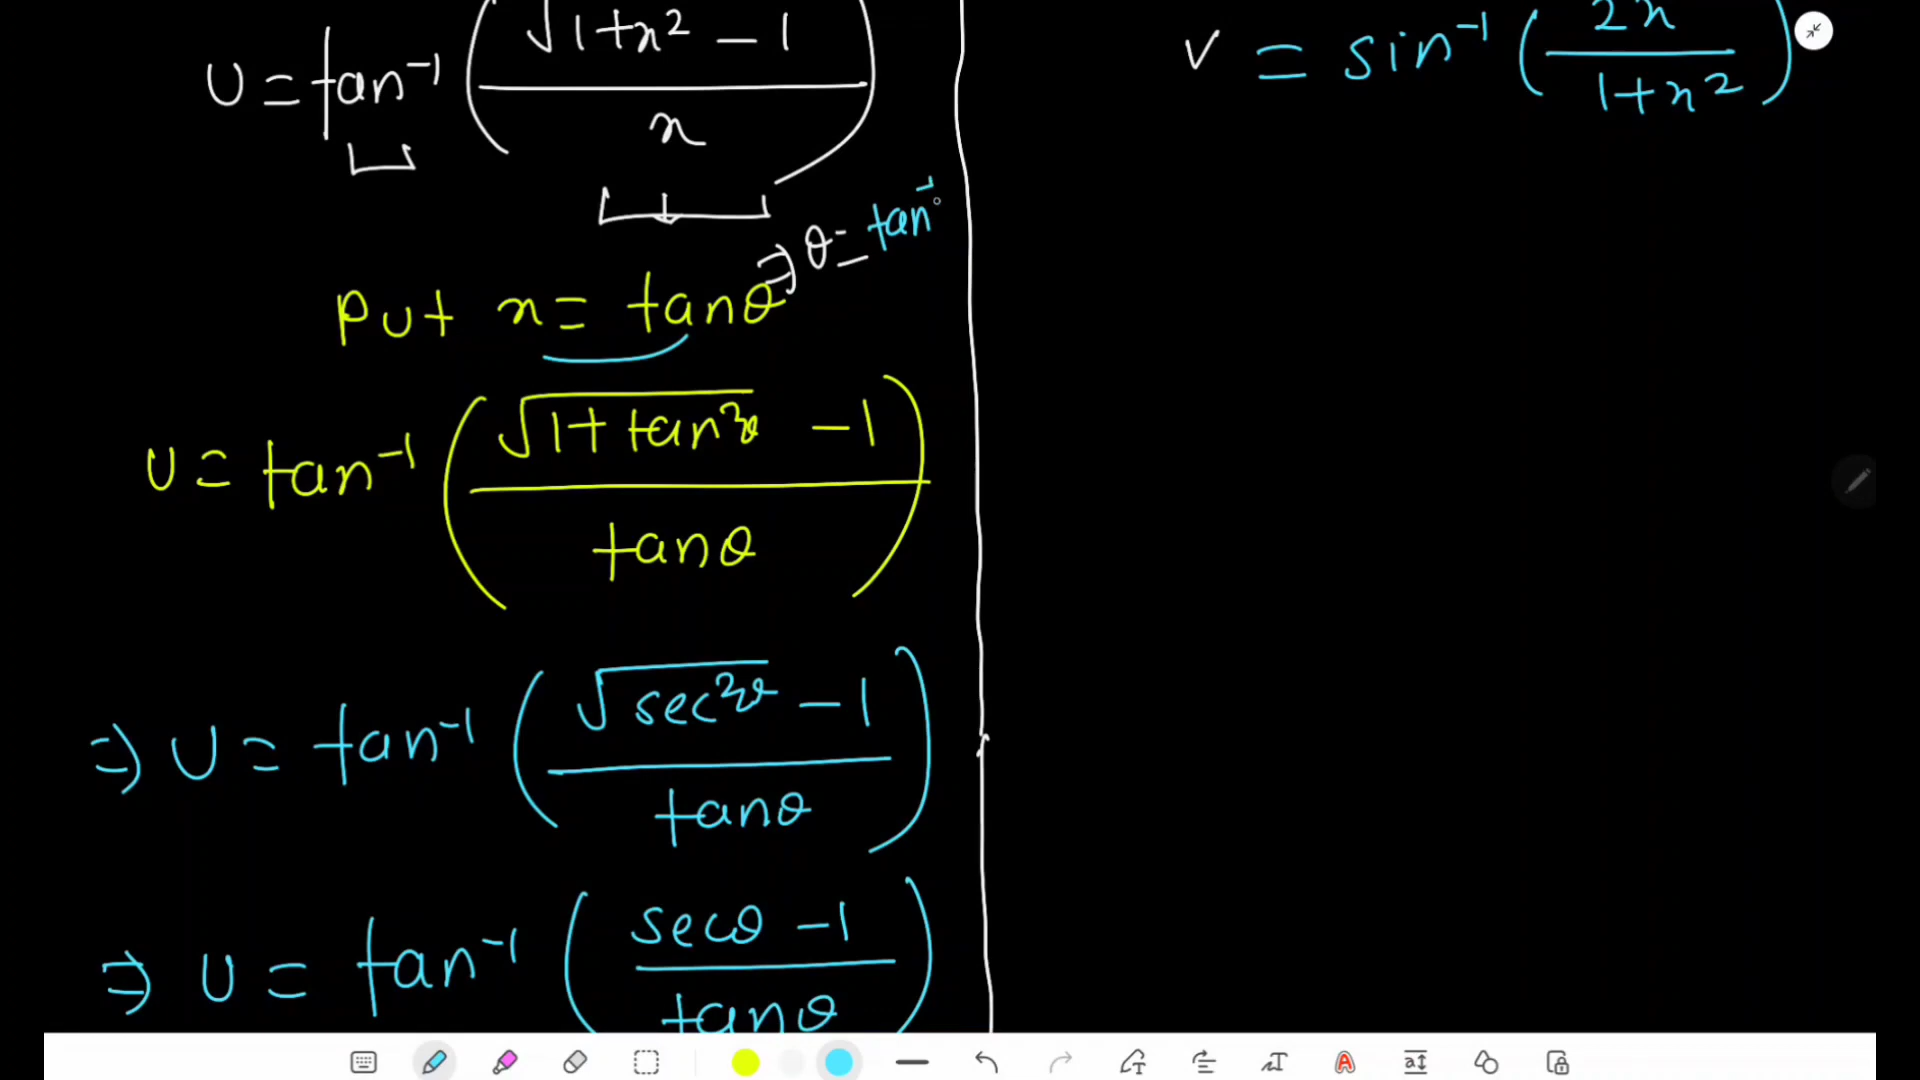 U = tan⁻¹ ( (√1+x² − 1) / x )
Put x = tanθ ⇒ θ = tan⁻
U = tan⁻¹ ( (√1+tan²θ − 1) / tanθ )
⇒ U = tan⁻¹ ( (√sec²θ − 1) / tanθ )
⇒ U = tan⁻¹ ( (secθ − 1) / tanθ )
V = sin⁻¹ ( 2x / 1+x² )